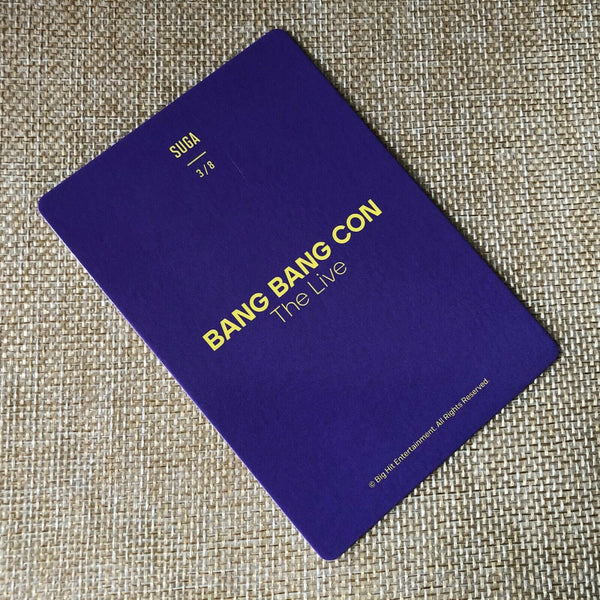 SUGA
3/8
BANG BANG CON
The Live
© Big Hit Entertainment. All Rights Reserved.